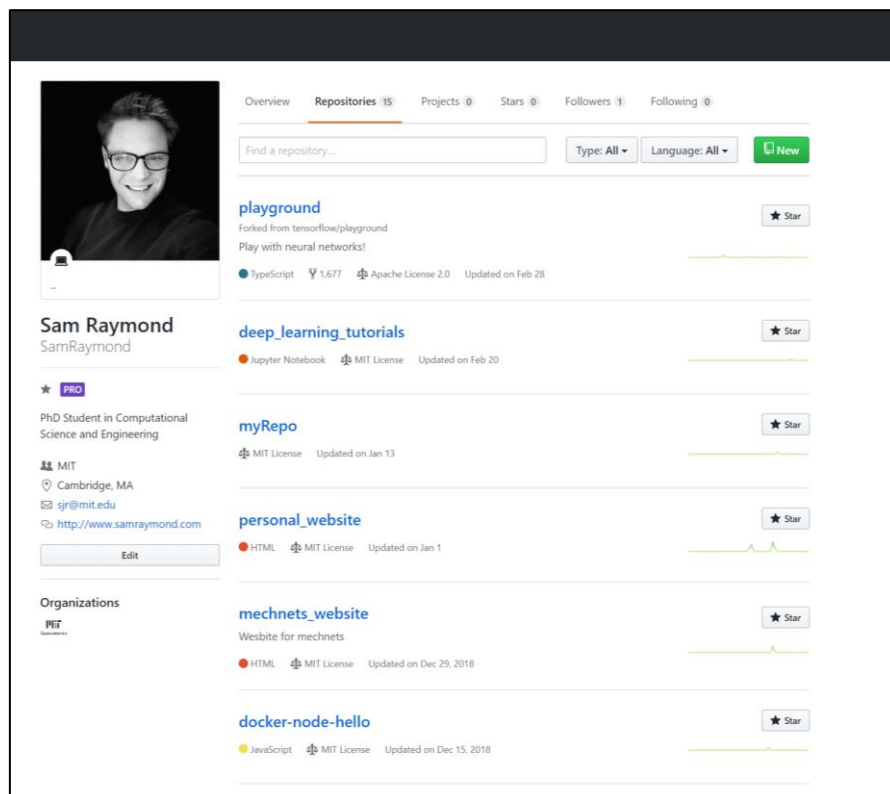 Overview Repositories 15 Projects 0 Stars 0 Followers 1 Following 0
Find a repository... Type: All Language: All New
playground Star
Forked from tensorflow/playground
Play with neural networks!
TypeScript 1,677 Apache License 2.0 Updated on Feb 28
...
Sam Raymond
SamRaymond
PRO
PhD Student in Computational
Science and Engineering
MIT
Cambridge, MA
sjr@mit.edu
http://www.samraymond.com
Edit
Organizations
MIT
deep_learning_tutorials Star
Jupyter Notebook MIT License Updated on Feb 20
myRepo Star
MIT License Updated on Jan 13
personal_website Star
HTML MIT License Updated on Jan 1
mechnets_website Star
Wesbite for mechnets
HTML MIT License Updated on Dec 29, 2018
docker-node-hello Star
JavaScript MIT License Updated on Dec 15, 2018